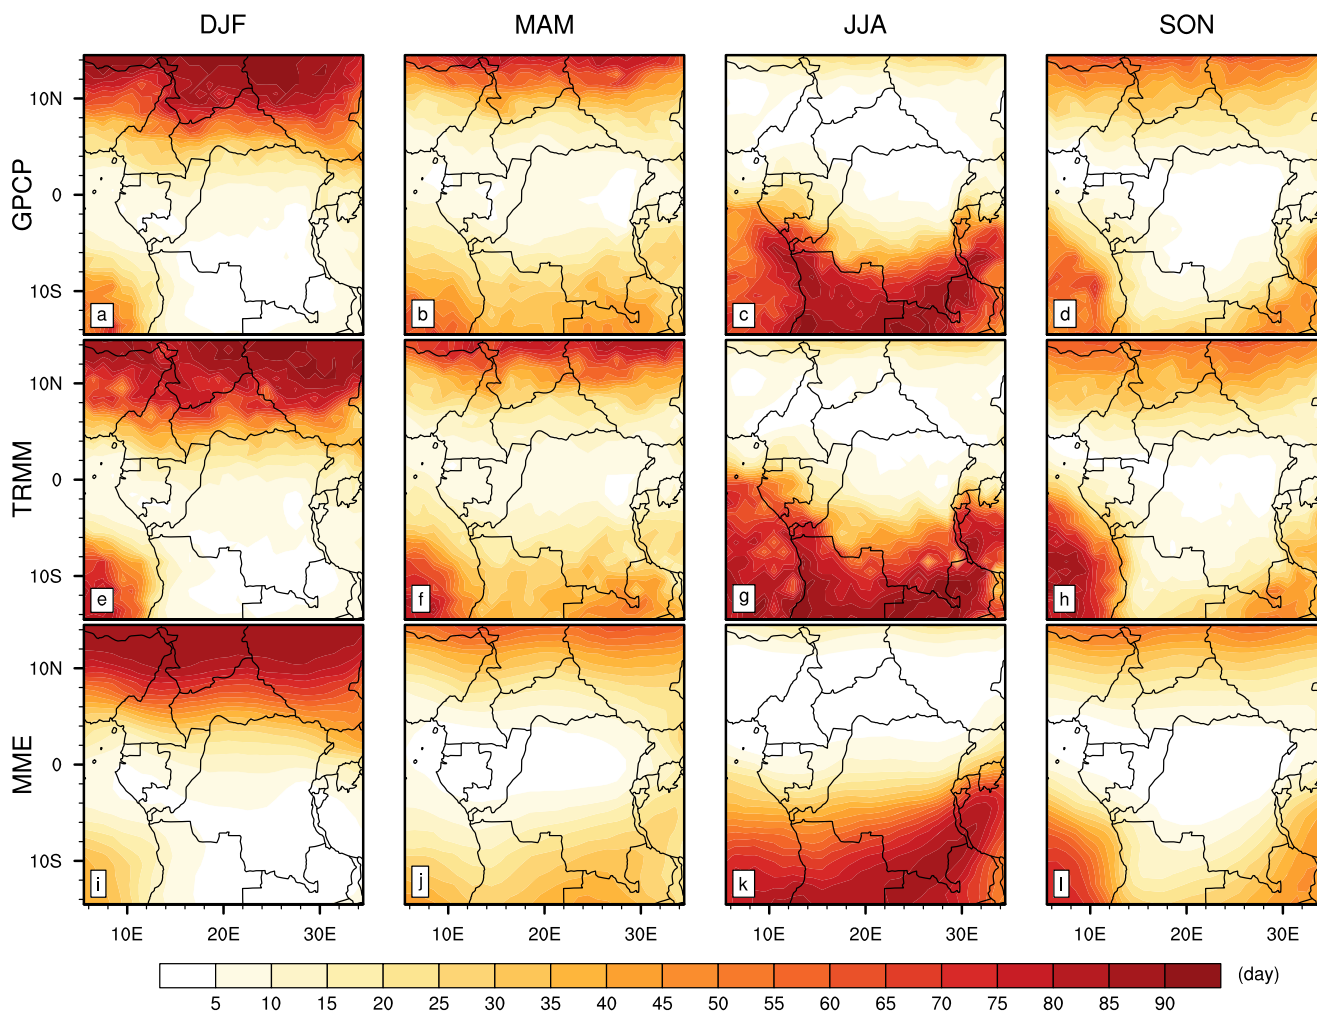 DJF MAM JJA SON
GPCP
10N
0
10S
a b c d
TRMM
10N
0
10S
e f g h
MME
10N
0
10S
i j k l
10E 20E 30E 10E 20E 30E 10E 20E 30E 10E 20E 30E
(day)
5 10 15 20 25 30 35 40 45 50 55 60 65 70 75 80 85 90